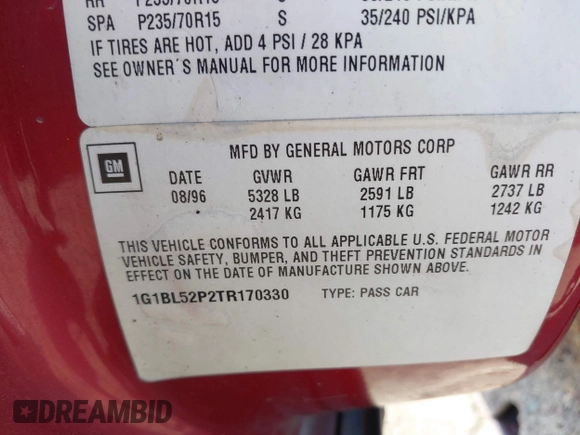 SPA P235/70R15 S 35/240 PSI/KPA
IF TIRES ARE HOT, ADD 4 PSI / 28 KPA
SEE OWNER´S MANUAL FOR MORE INFORMATION
GM
MFD BY GENERAL MOTORS CORP
DATE GVWR GAWR FRT GAWR RR
08/96 5328 LB 2591 LB 2737 LB
2417 KG 1175 KG 1242 KG
THIS VEHICLE CONFORMS TO ALL APPLICABLE U.S. FEDERAL MOTOR
VEHICLE SAFETY, BUMPER, AND THEFT PREVENTION STANDARDS IN
EFFECT ON THE DATE OF MANUFACTURE SHOWN ABOVE.
1G1BL52P2TR170330 TYPE: PASS CAR
DREAMBID